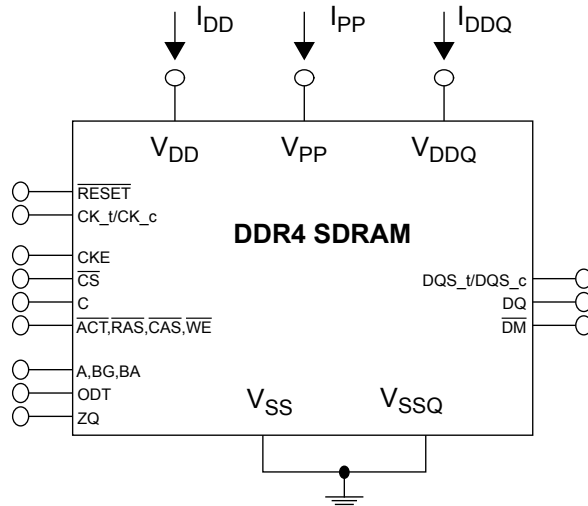 IDD IPP IDDQ
VDD VPP VDDQ
RESET
CK_t/CK_c
DDR4 SDRAM
CKE
CS
DQS_t/DQS_c
C
DQ
ACT,RAS,CAS,WE
DM
A,BG,BA
ODT
VSS VSSQ
ZQ